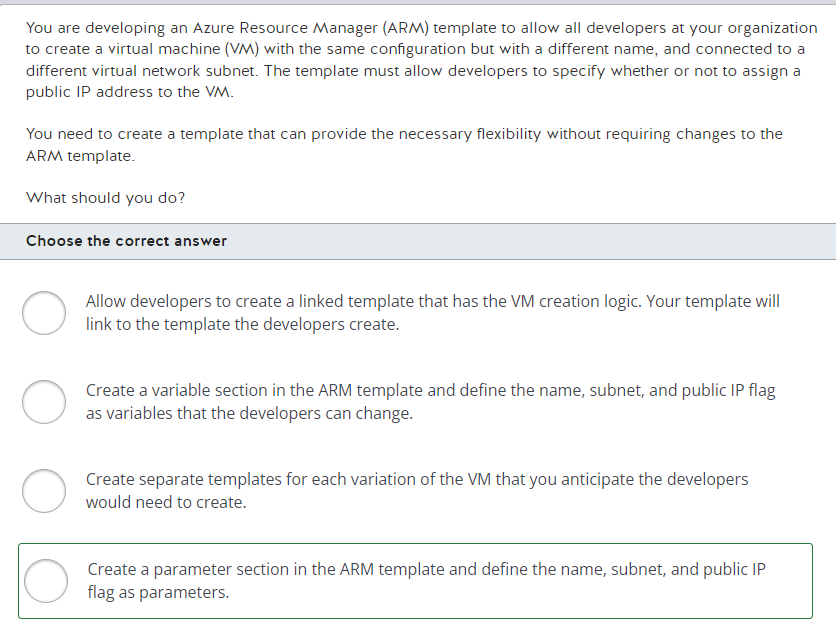 You are developing an Azure Resource Manager (ARM) template to allow all developers at your organization
to create a virtual machine (VM) with the same configuration but with a different name, and connected to a
different virtual network subnet. The template must allow developers to specify whether or not to assign a
public IP address to the VM.
You need to create a template that can provide the necessary flexibility without requiring changes to the
ARM template.
What should you do?
Choose the correct answer
Allow developers to create a linked template that has the VM creation logic. Your template will
link to the template the developers create.
Create a variable section in the ARM template and define the name, subnet, and public IP flag
as variables that the developers can change.
Create separate templates for each variation of the VM that you anticipate the developers
would need to create.
Create a parameter section in the ARM template and define the name, subnet, and public IP
flag as parameters.